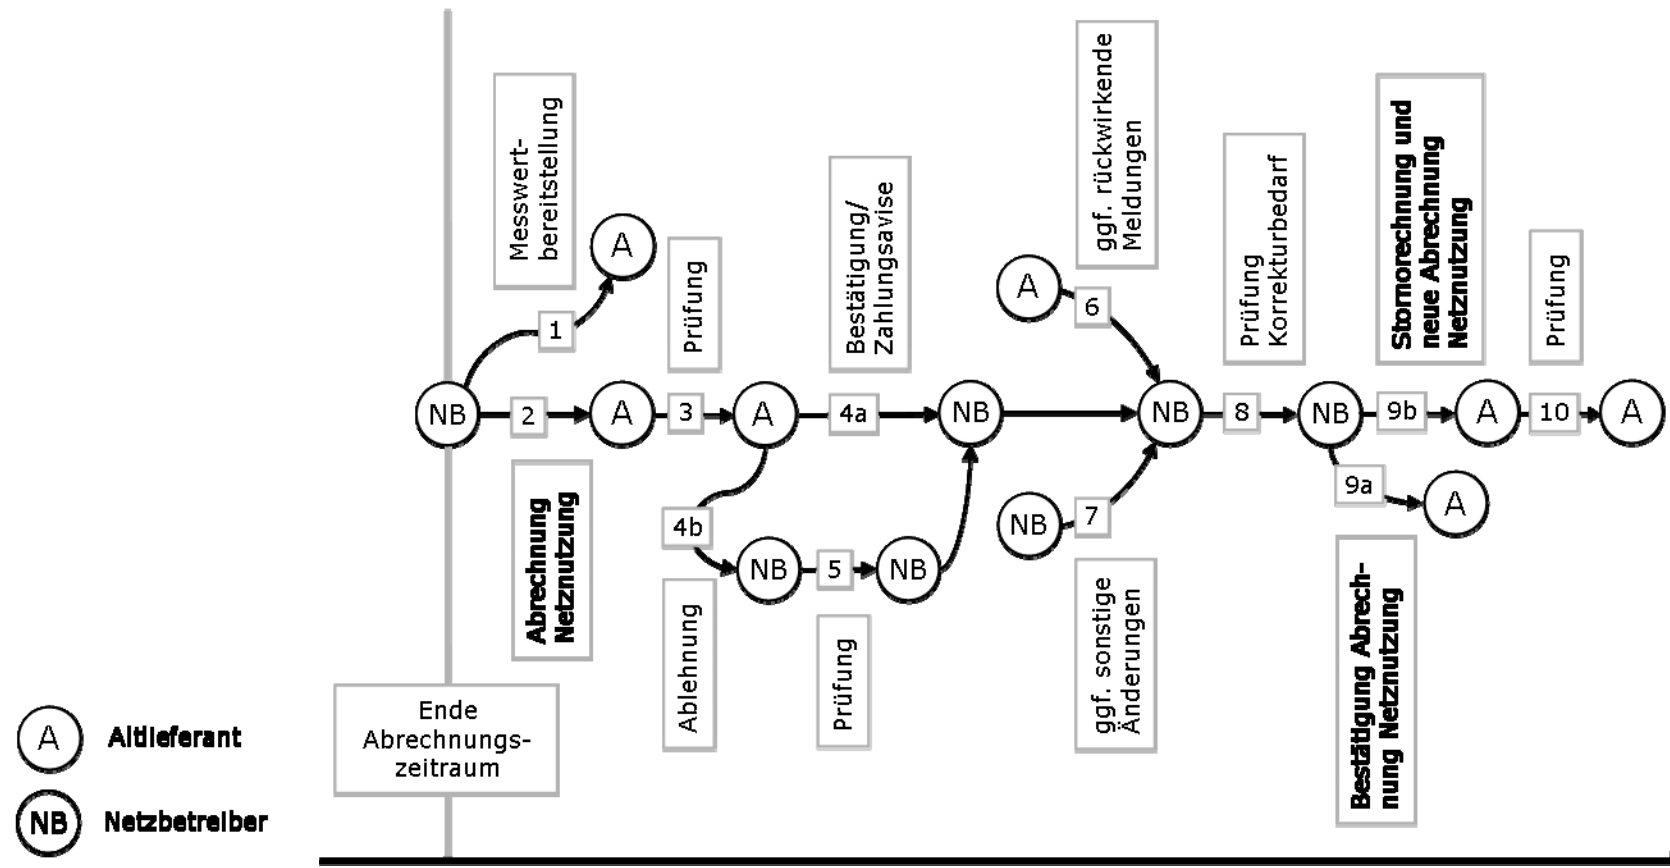 Messwert-
bereitstellung
A
1
NB
2
Abrechnung
Netznutzung
A
Prüfung
3
A
Bestätigung/
Zahlungsavise
4a
NB
4b
Ablehnung
NB
5
Prüfung
NB
ggf. rückwirkende
Meldungen
A
6
NB
7
ggf. sonstige
Änderungen
NB
Prüfung
Korrekturbedarf
8
NB
Stornorechnung und
neue Abrechnung
Netznutzung
9b
A
Prüfung
10
A
9a
A
Bestätigung Abrech-
nung Netznutzung
Ende
Abrechnungs-
zeitraum
A Altlieferant
NB Netzbetreiber